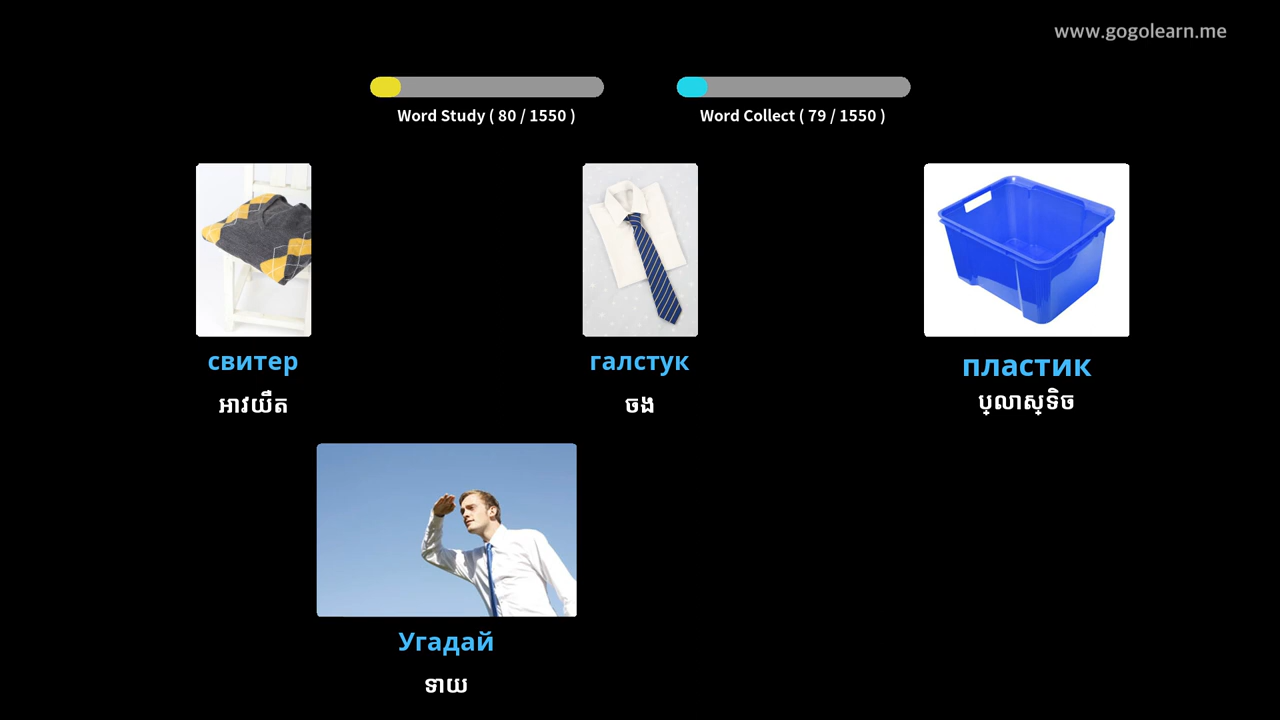 www.gogolearn.me
Word Study ( 80 / 1550 )
Word Collect ( 79 / 1550 )
свитер
галстук
пластик
អាវយឺត
ចង
ប្លាស្ទិច
Угадай
ទាយ